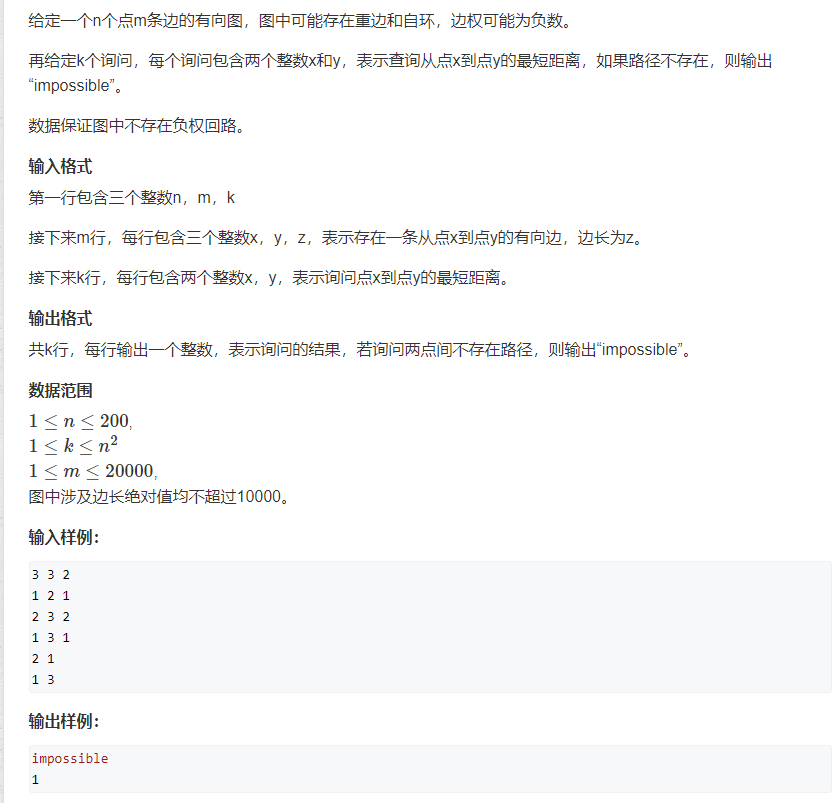 给定一个n个点m条边的有向图，图中可能存在重边和自环，边权可能为负数。
再给定k个询问，每个询问包含两个整数x和y，表示查询从点x到点y的最短距离，如果路径不存在，则输出
“impossible”。
数据保证图中不存在负权回路。
输入格式
第一行包含三个整数n，m，k
接下来m行，每行包含三个整数x，y，z，表示存在一条从点x到点y的有向边，边长为z。
接下来k行，每行包含两个整数x，y，表示询问点x到点y的最短距离。
输出格式
共k行，每行输出一个整数，表示询问的结果，若询问两点间不存在路径，则输出“impossible”。
数据范围
1 ≤ n ≤ 200,
1 ≤ k ≤ n²
1 ≤ m ≤ 20000,
图中涉及边长绝对值均不超过10000。
输入样例：
3 3 2
1 2 1
2 3 2
1 3 1
2 1
1 3
输出样例：
impossible
1